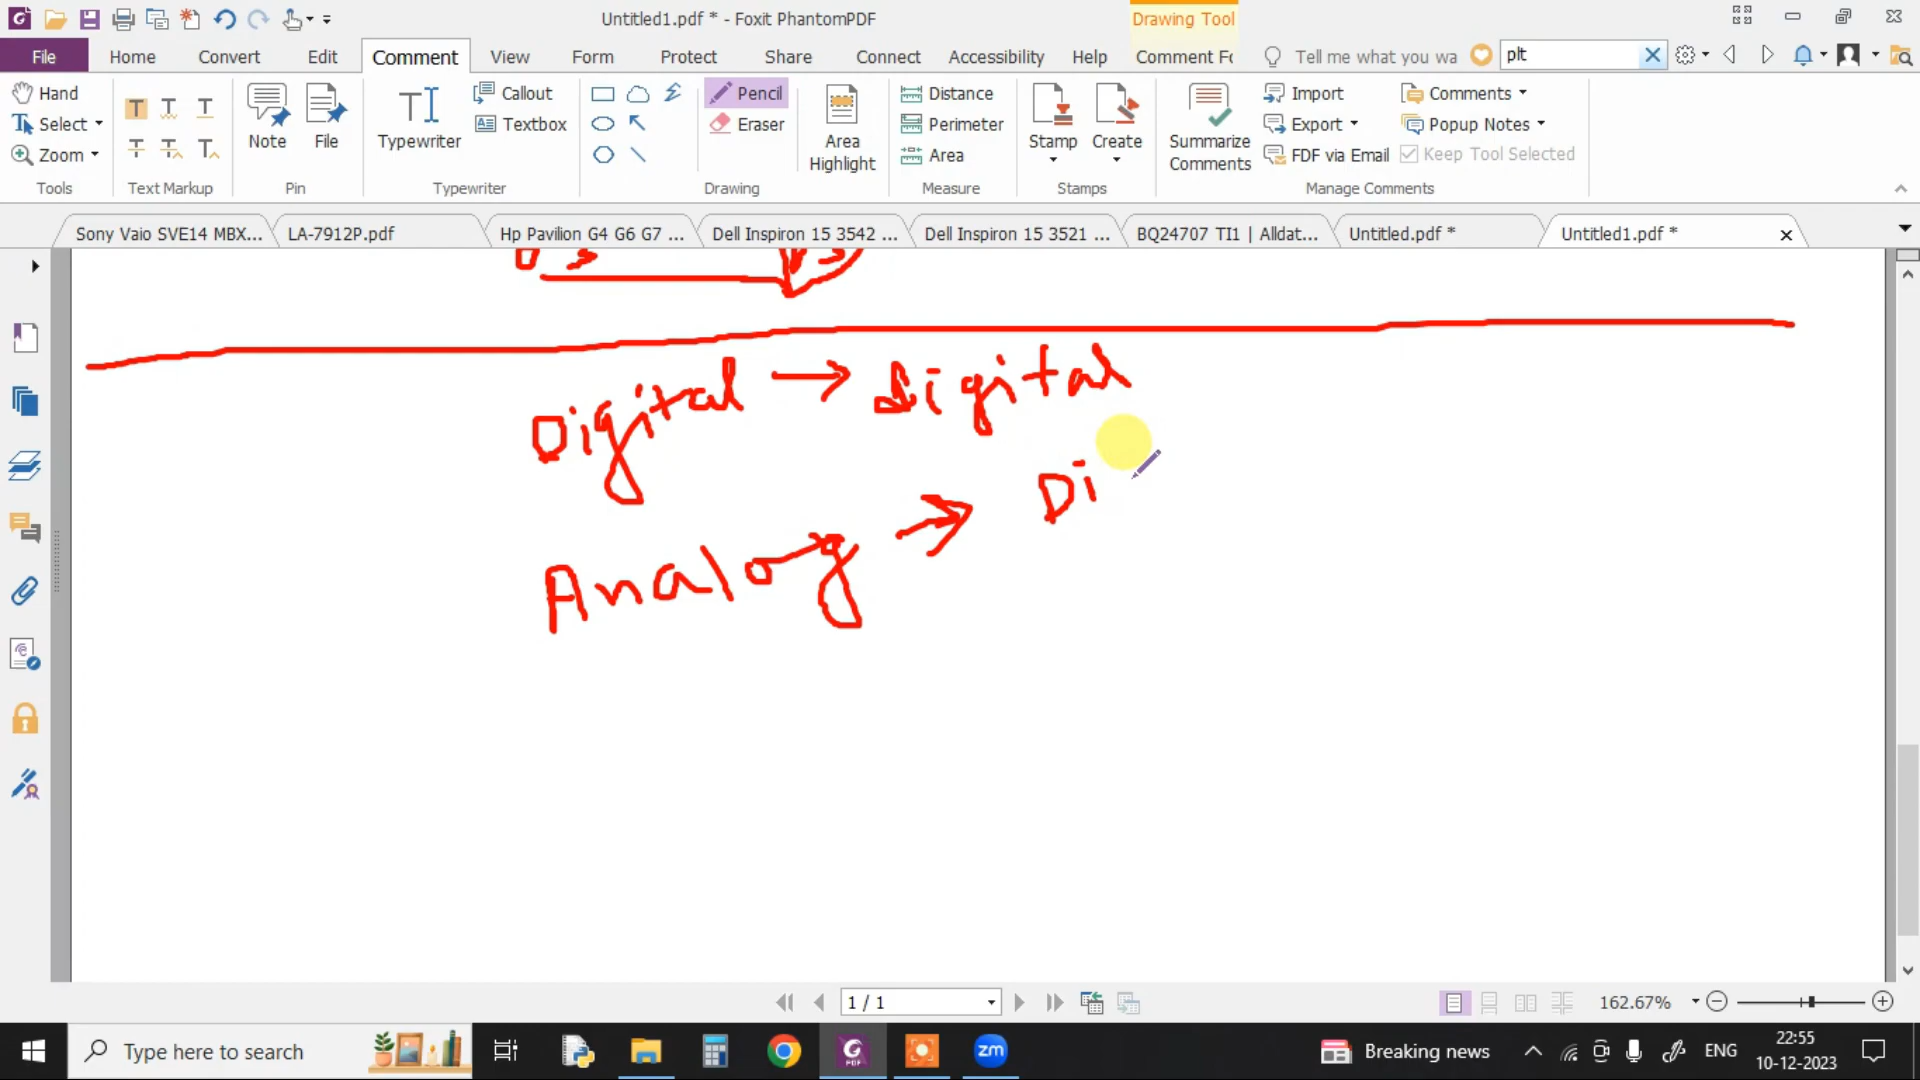 Untitled1.pdf * - Foxit PhantomPDF
Drawing Tool
File Home Convert Edit Comment View Form Protect Share Connect Accessibility Help Comment Fo Tell me what you wa plt
Hand
Select
Zoom
Tools
Text Markup
Note
File
Pin
Typewriter
Callout
Textbox
Typewriter
Pencil
Eraser
Drawing
Area Highlight
Distance
Perimeter
Area
Measure
Stamp
Create
Stamps
Summarize Comments
Import
Export
FDF via Email
Comments
Popup Notes
Keep Tool Selected
Manage Comments
Sony Vaio SVE14 MBX... LA-7912P.pdf Hp Pavilion G4 G6 G7 ... Dell Inspiron 15 3542 ... Dell Inspiron 15 3521 ... BQ24707 TI1 | Alldat... Untitled.pdf * Untitled1.pdf *
Digital → Digital
Analog → Di
1 / 1
162.67%
Type here to search
zm
Breaking news
ENG
22:55
10-12-2023